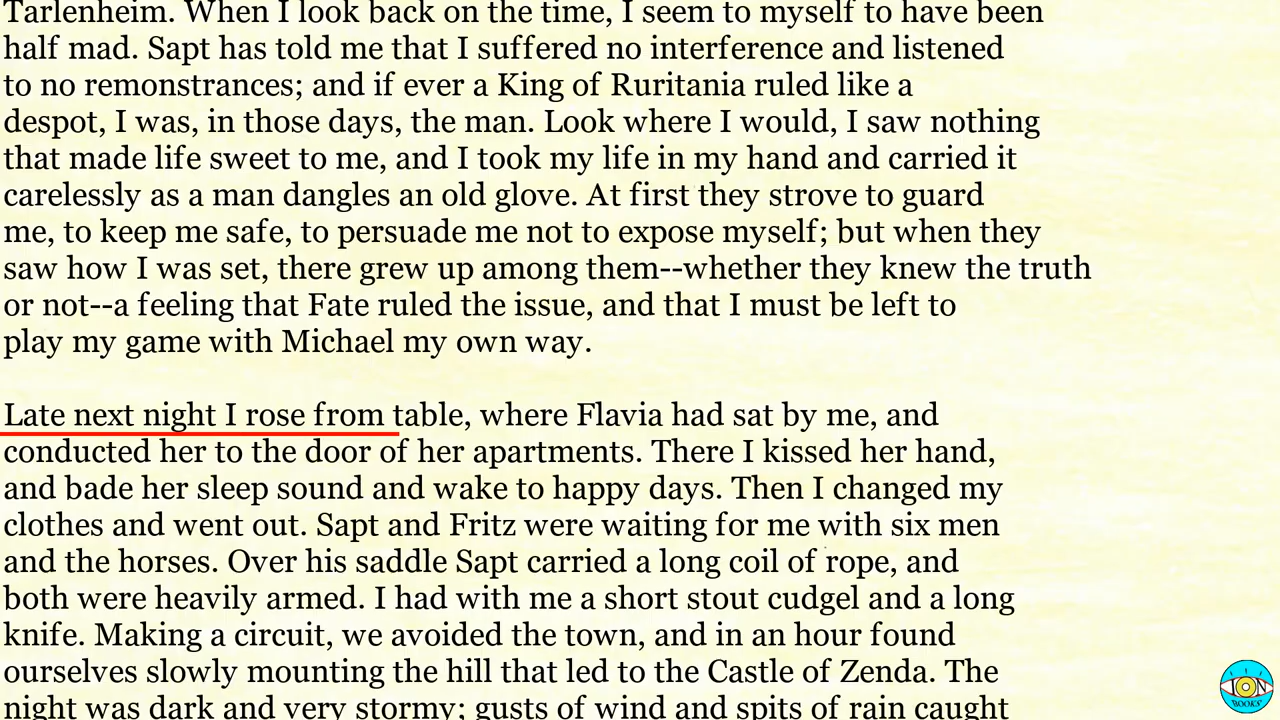 Tarlenheim. When I look back on the time, I seem to myself to have been
half mad. Sapt has told me that I suffered no interference and listened
to no remonstrances; and if ever a King of Ruritania ruled like a
despot, I was, in those days, the man. Look where I would, I saw nothing
that made life sweet to me, and I took my life in my hand and carried it
carelessly as a man dangles an old glove. At first they strove to guard
me, to keep me safe, to persuade me not to expose myself; but when they
saw how I was set, there grew up among them--whether they knew the truth
or not--a feeling that Fate ruled the issue, and that I must be left to
play my game with Michael my own way.
Late next night I rose from table, where Flavia had sat by me, and
conducted her to the door of her apartments. There I kissed her hand,
and bade her sleep sound and wake to happy days. Then I changed my
clothes and went out. Sapt and Fritz were waiting for me with six men
and the horses. Over his saddle Sapt carried a long coil of rope, and
both were heavily armed. I had with me a short stout cudgel and a long
knife. Making a circuit, we avoided the town, and in an hour found
ourselves slowly mounting the hill that led to the Castle of Zenda. The
night was dark and very stormy; gusts of wind and spits of rain caught
ION
BOOKS